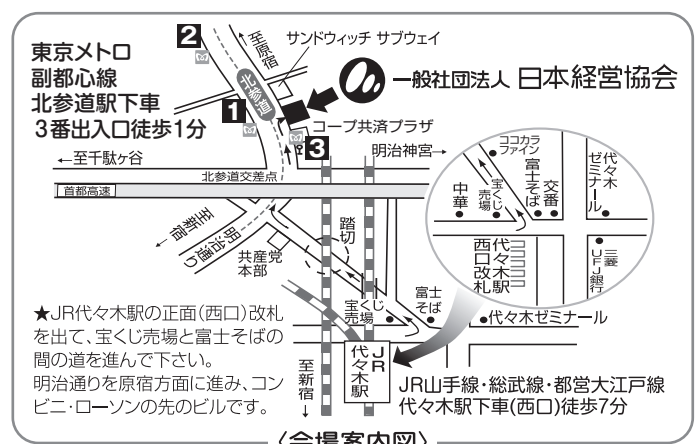 東京メトロ
副都心線
北参道駅下車
3番出入口徒歩1分
2
至原宿
サンドウィッチ サブウェイ
北参道
一般社団法人 日本経営協会
1
コープ共済プラザ
3
←至千駄ヶ谷
明治神宮→
北参道交差点
首都高速
至新宿
明治通り
共産党
本部
踏切
ココカラ
ファイン
中華
宝くじ
売場
富士そば
交番
代々木
ゼミナール
代々木駅
西口改札
三菱
UFJ銀行
宝くじ
売場
富士
そば
代々木ゼミナール
★JR代々木駅の正面(西口)改札
を出て、宝くじ売場と富士そばの
間の道を進んで下さい。
明治通りを原宿方面に進み、コン
ビニ・ローソンの先のビルです。
至新宿↓
JR
代々木駅
JR山手線・総武線・都営大江戸線
代々木駅下車(西口)徒歩7分
〈会場案内図〉